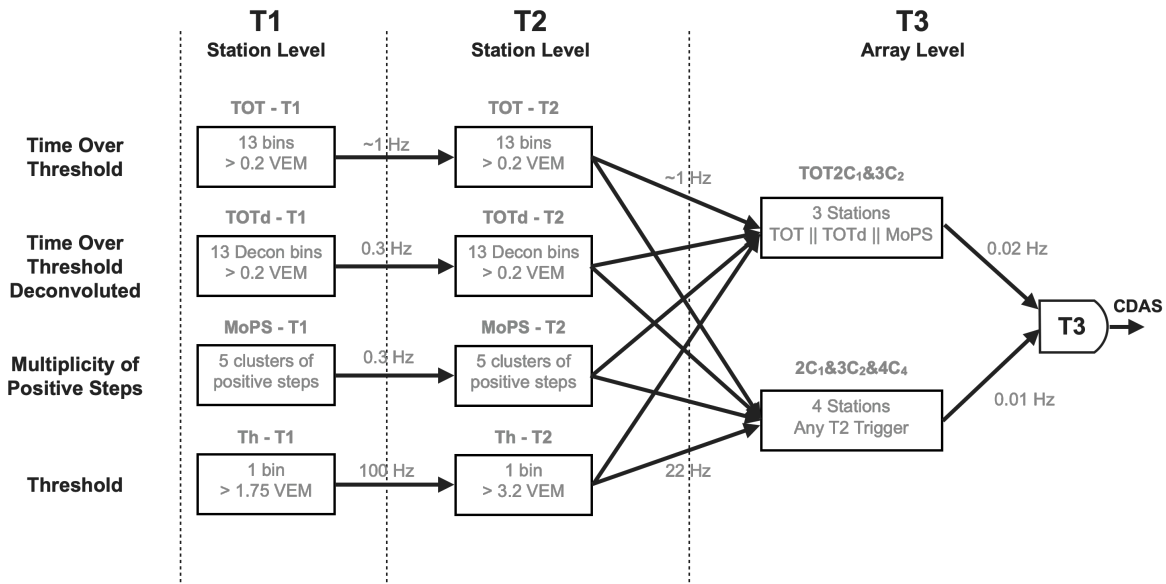 T1
Station Level
T2
Station Level
T3
Array Level
Time Over
Threshold
TOT - T1
13 bins
> 0.2 VEM
~1 Hz
TOT - T2
13 bins
> 0.2 VEM
~1 Hz
Time Over
Threshold
Deconvoluted
TOTd - T1
13 Decon bins
> 0.2 VEM
0.3 Hz
TOTd - T2
13 Decon bins
> 0.2 VEM
Multiplicity of
Positive Steps
MoPS - T1
5 clusters of
positive steps
0.3 Hz
MoPS - T2
5 clusters of
positive steps
Threshold
Th - T1
1 bin
> 1.75 VEM
100 Hz
Th - T2
1 bin
> 3.2 VEM
22 Hz
TOT2C₁&3C₂
3 Stations
TOT || TOTd || MoPS
0.02 Hz
2C₁&3C₂&4C₄
4 Stations
Any T2 Trigger
0.01 Hz
T3
CDAS